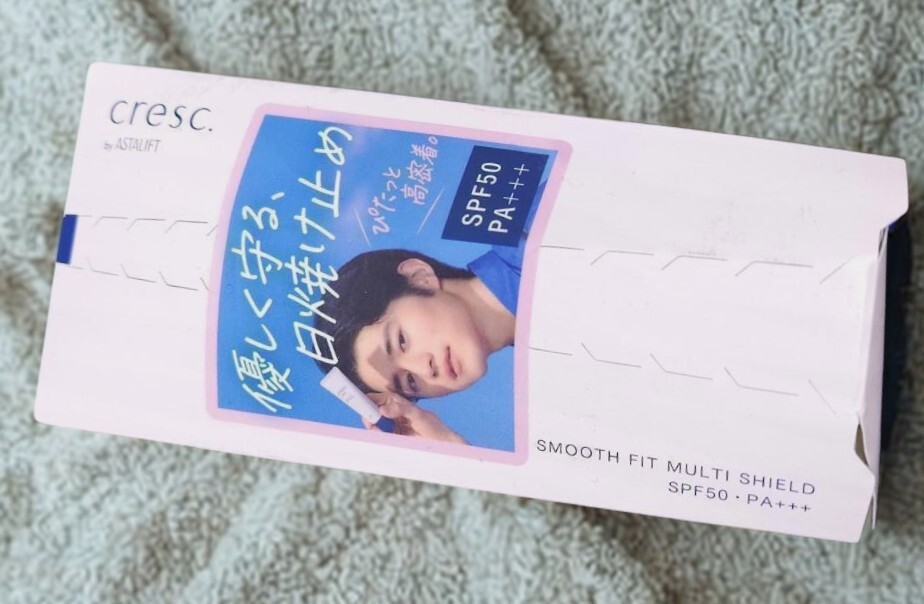 cresc.
by ASTALIFT
優しく守る、
日焼け止め
ぴたっと
高密着。
SPF50
PA+++
SMOOTH FIT MULTI SHIELD
SPF50・PA+++